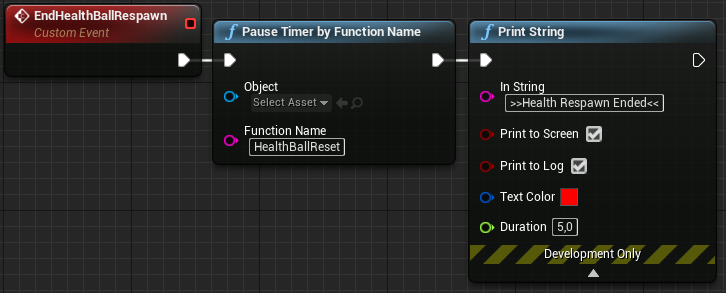 EndHealthBallRespawn
Custom Event
f Pause Timer by Function Name
Object
Select Asset
Function Name
HealthBallReset
f Print String
In String
>>Health Respawn Ended<<
Print to Screen
Print to Log
Text Color
Duration 5,0
Development Only